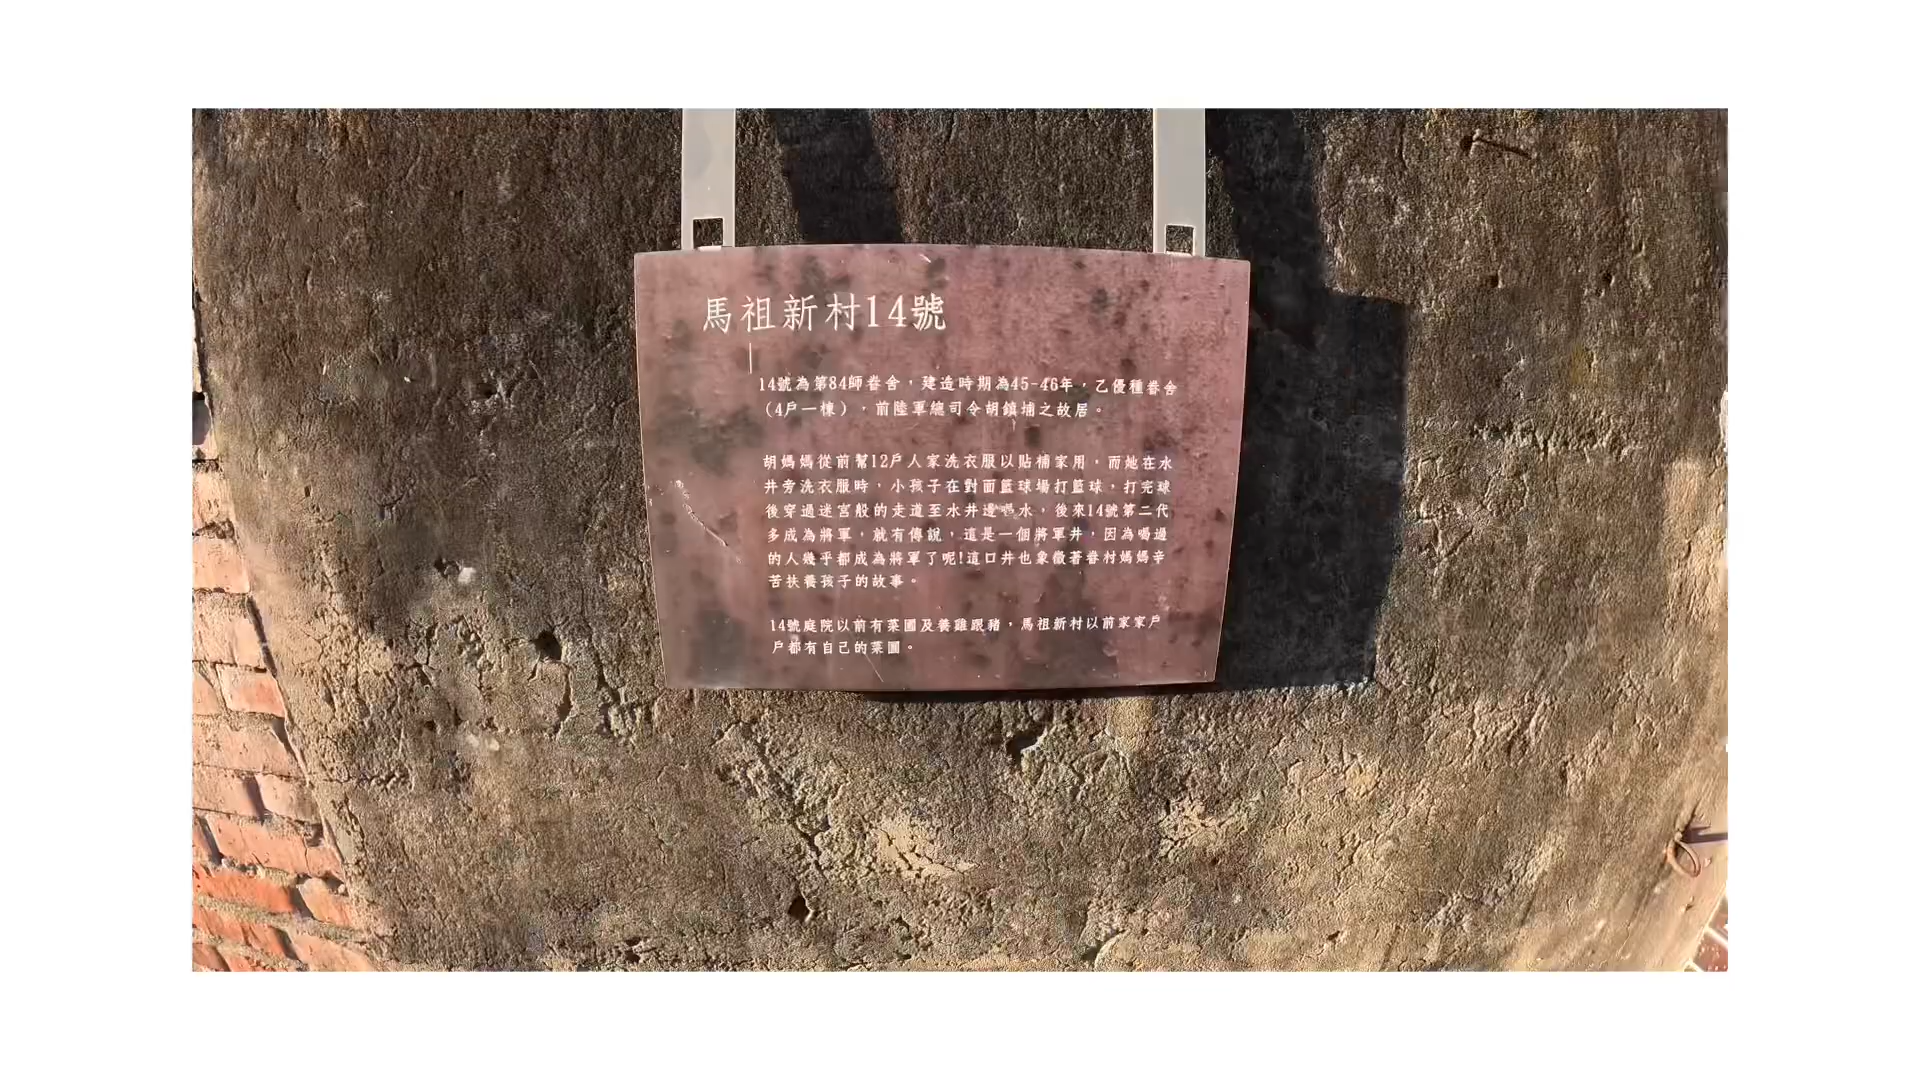 馬祖新村14號
14號為第84師眷舍，建造時期為45-46年，乙優種眷舍
（4戶一棟），前陸軍總司令胡鎮埔之故居。
胡媽媽從前幫12戶人家洗衣服以貼補家用，而她在水
井旁洗衣服時，小孩子在對面籃球場打籃球，打完球
後穿過迷宮般的走道至水井邊喝水，後來14號第二代
多成為將軍，就有傳說，這是一個將軍井，因為喝過
的人幾乎都成為將軍了呢!這口井也象徵著眷村媽媽辛
苦扶養孩子的故事。
14號庭院以前有菜園及養雞跟豬，馬祖新村以前家家戶
戶都有自己的菜園。